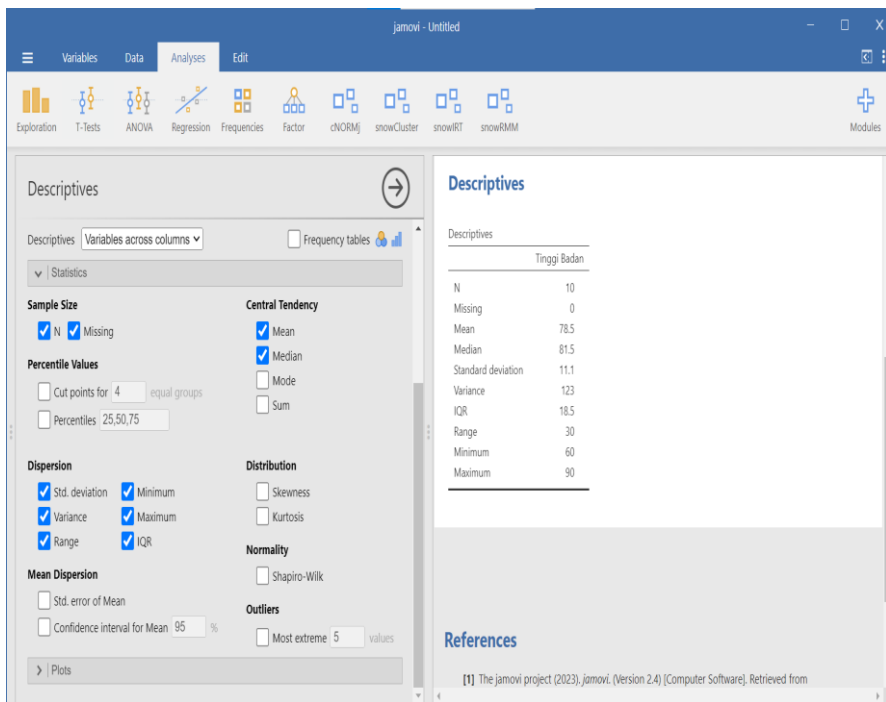 jamovi - Untitled
Variables Data Analyses Edit
Exploration T-Tests ANOVA Regression Frequencies Factor cNORMj snowCluster snowIRT snowRMM Modules
Descriptives
Descriptives Variables across columns Frequency tables
Statistics
Sample Size
N Missing
Percentile Values
Cut points for 4 equal groups
Percentiles 25,50,75
Central Tendency
Mean
Median
Mode
Sum
Dispersion
Std. deviation Minimum
Variance Maximum
Range IQR
Distribution
Skewness
Kurtosis
Normality
Shapiro-Wilk
Mean Dispersion
Std. error of Mean
Confidence interval for Mean 95 %
Outliers
Most extreme 5 values
Plots
Descriptives
Descriptives
Tinggi Badan
N 10
Missing 0
Mean 78.5
Median 81.5
Standard deviation 11.1
Variance 123
IQR 18.5
Range 30
Minimum 60
Maximum 90
References
[1] The jamovi project (2023). jamovi. (Version 2.4) [Computer Software]. Retrieved from